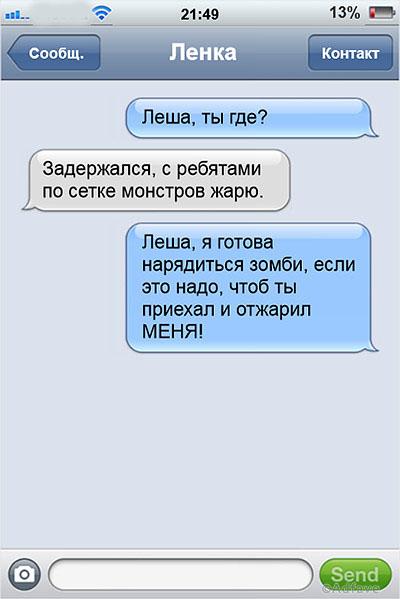 21:49
13%
Сообщ.
Ленка
Контакт
Леша, ты где?
Задержался, с ребятами
по сетке монстров жарю.
Леша, я готова
нарядиться зомби, если
это надо, чтоб ты
приехал и отжарил
МЕНЯ!
Send
©Adfave